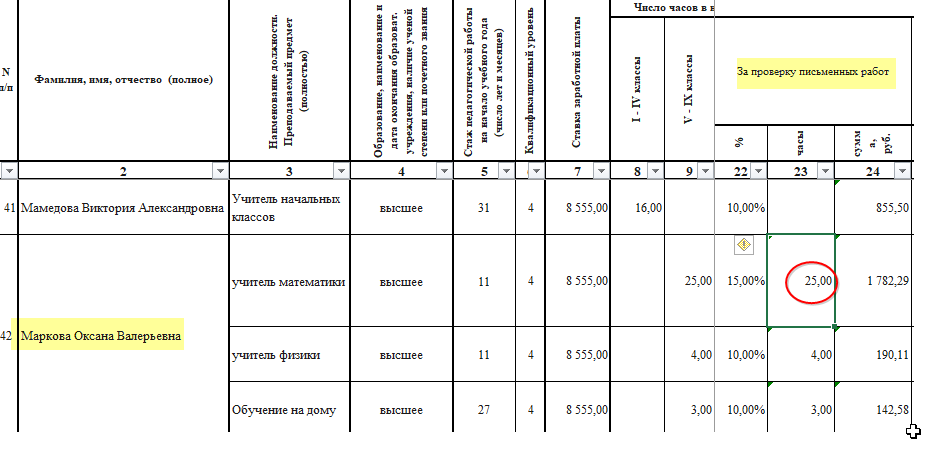 Число часов в н
N
п/п
Фамилия, имя, отчество (полное)
Наименование должности.
Преподаваемый предмет
(полностью)
Образование, наименование и
дата окончания образоват.
учреждения, наличие ученой
степени или почетного звания
Стаж педагогической работы
на начало учебного года
(число лет и месяцев)
Квалификационный уровень
Ставка заработной платы
I - IV классы
V - IX классы
За проверку письменных работ
%
часы
сумм
а,
руб.
2 3 4 5 7 8 9 22 23 24
41 Мамедова Виктория Александровна Учитель начальных
классов высшее 31 4 8 555,00 16,00 10,00% 855,50
учитель математики высшее 11 4 8 555,00 25,00 15,00% 25,00 1 782,29
42 Маркова Оксана Валерьевна
учитель физики высшее 11 4 8 555,00 4,00 10,00% 4,00 190,11
Обучение на дому высшее 27 4 8 555,00 3,00 10,00% 3,00 142,58